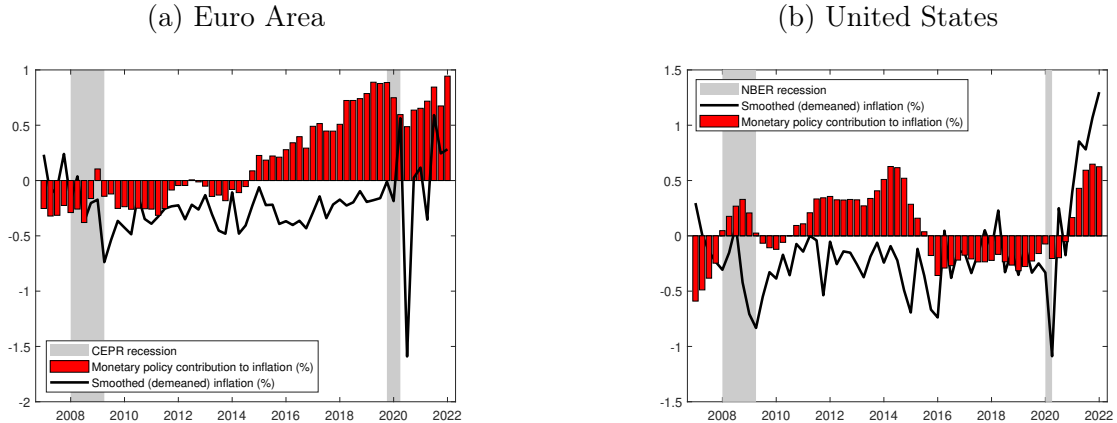 (a) Euro Area
1
0.5
0
-0.5
-1
-1.5
-2
CEPR recession
Monetary policy contribution to inflation (%)
Smoothed (demeaned) inflation (%)
2008 2010 2012 2014 2016 2018 2020 2022
(b) United States
1.5
NBER recession
Smoothed (demeaned) inflation (%)
Monetary policy contribution to inflation (%)
1
0.5
0
-0.5
-1
-1.5
2008 2010 2012 2014 2016 2018 2020 2022